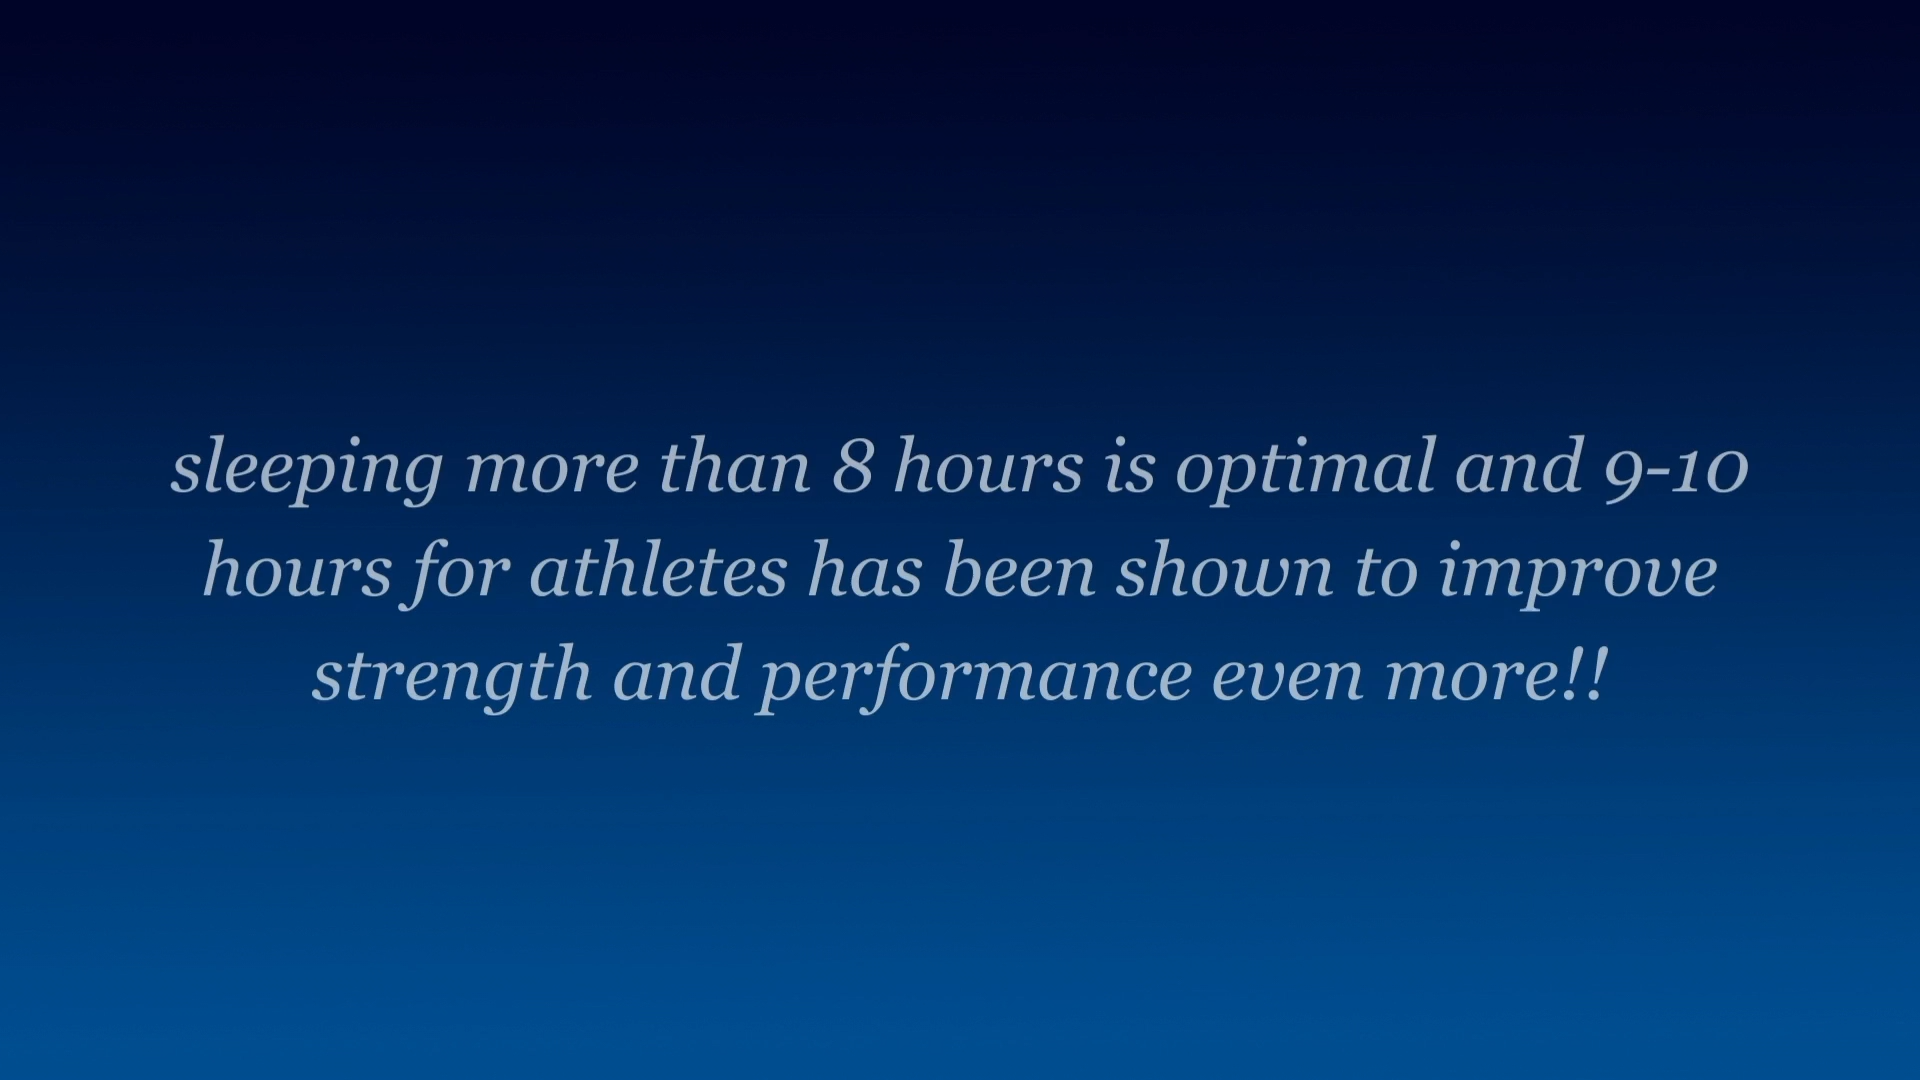 sleeping more than 8 hours is optimal and 9-10
hours for athletes has been shown to improve
strength and performance even more!!